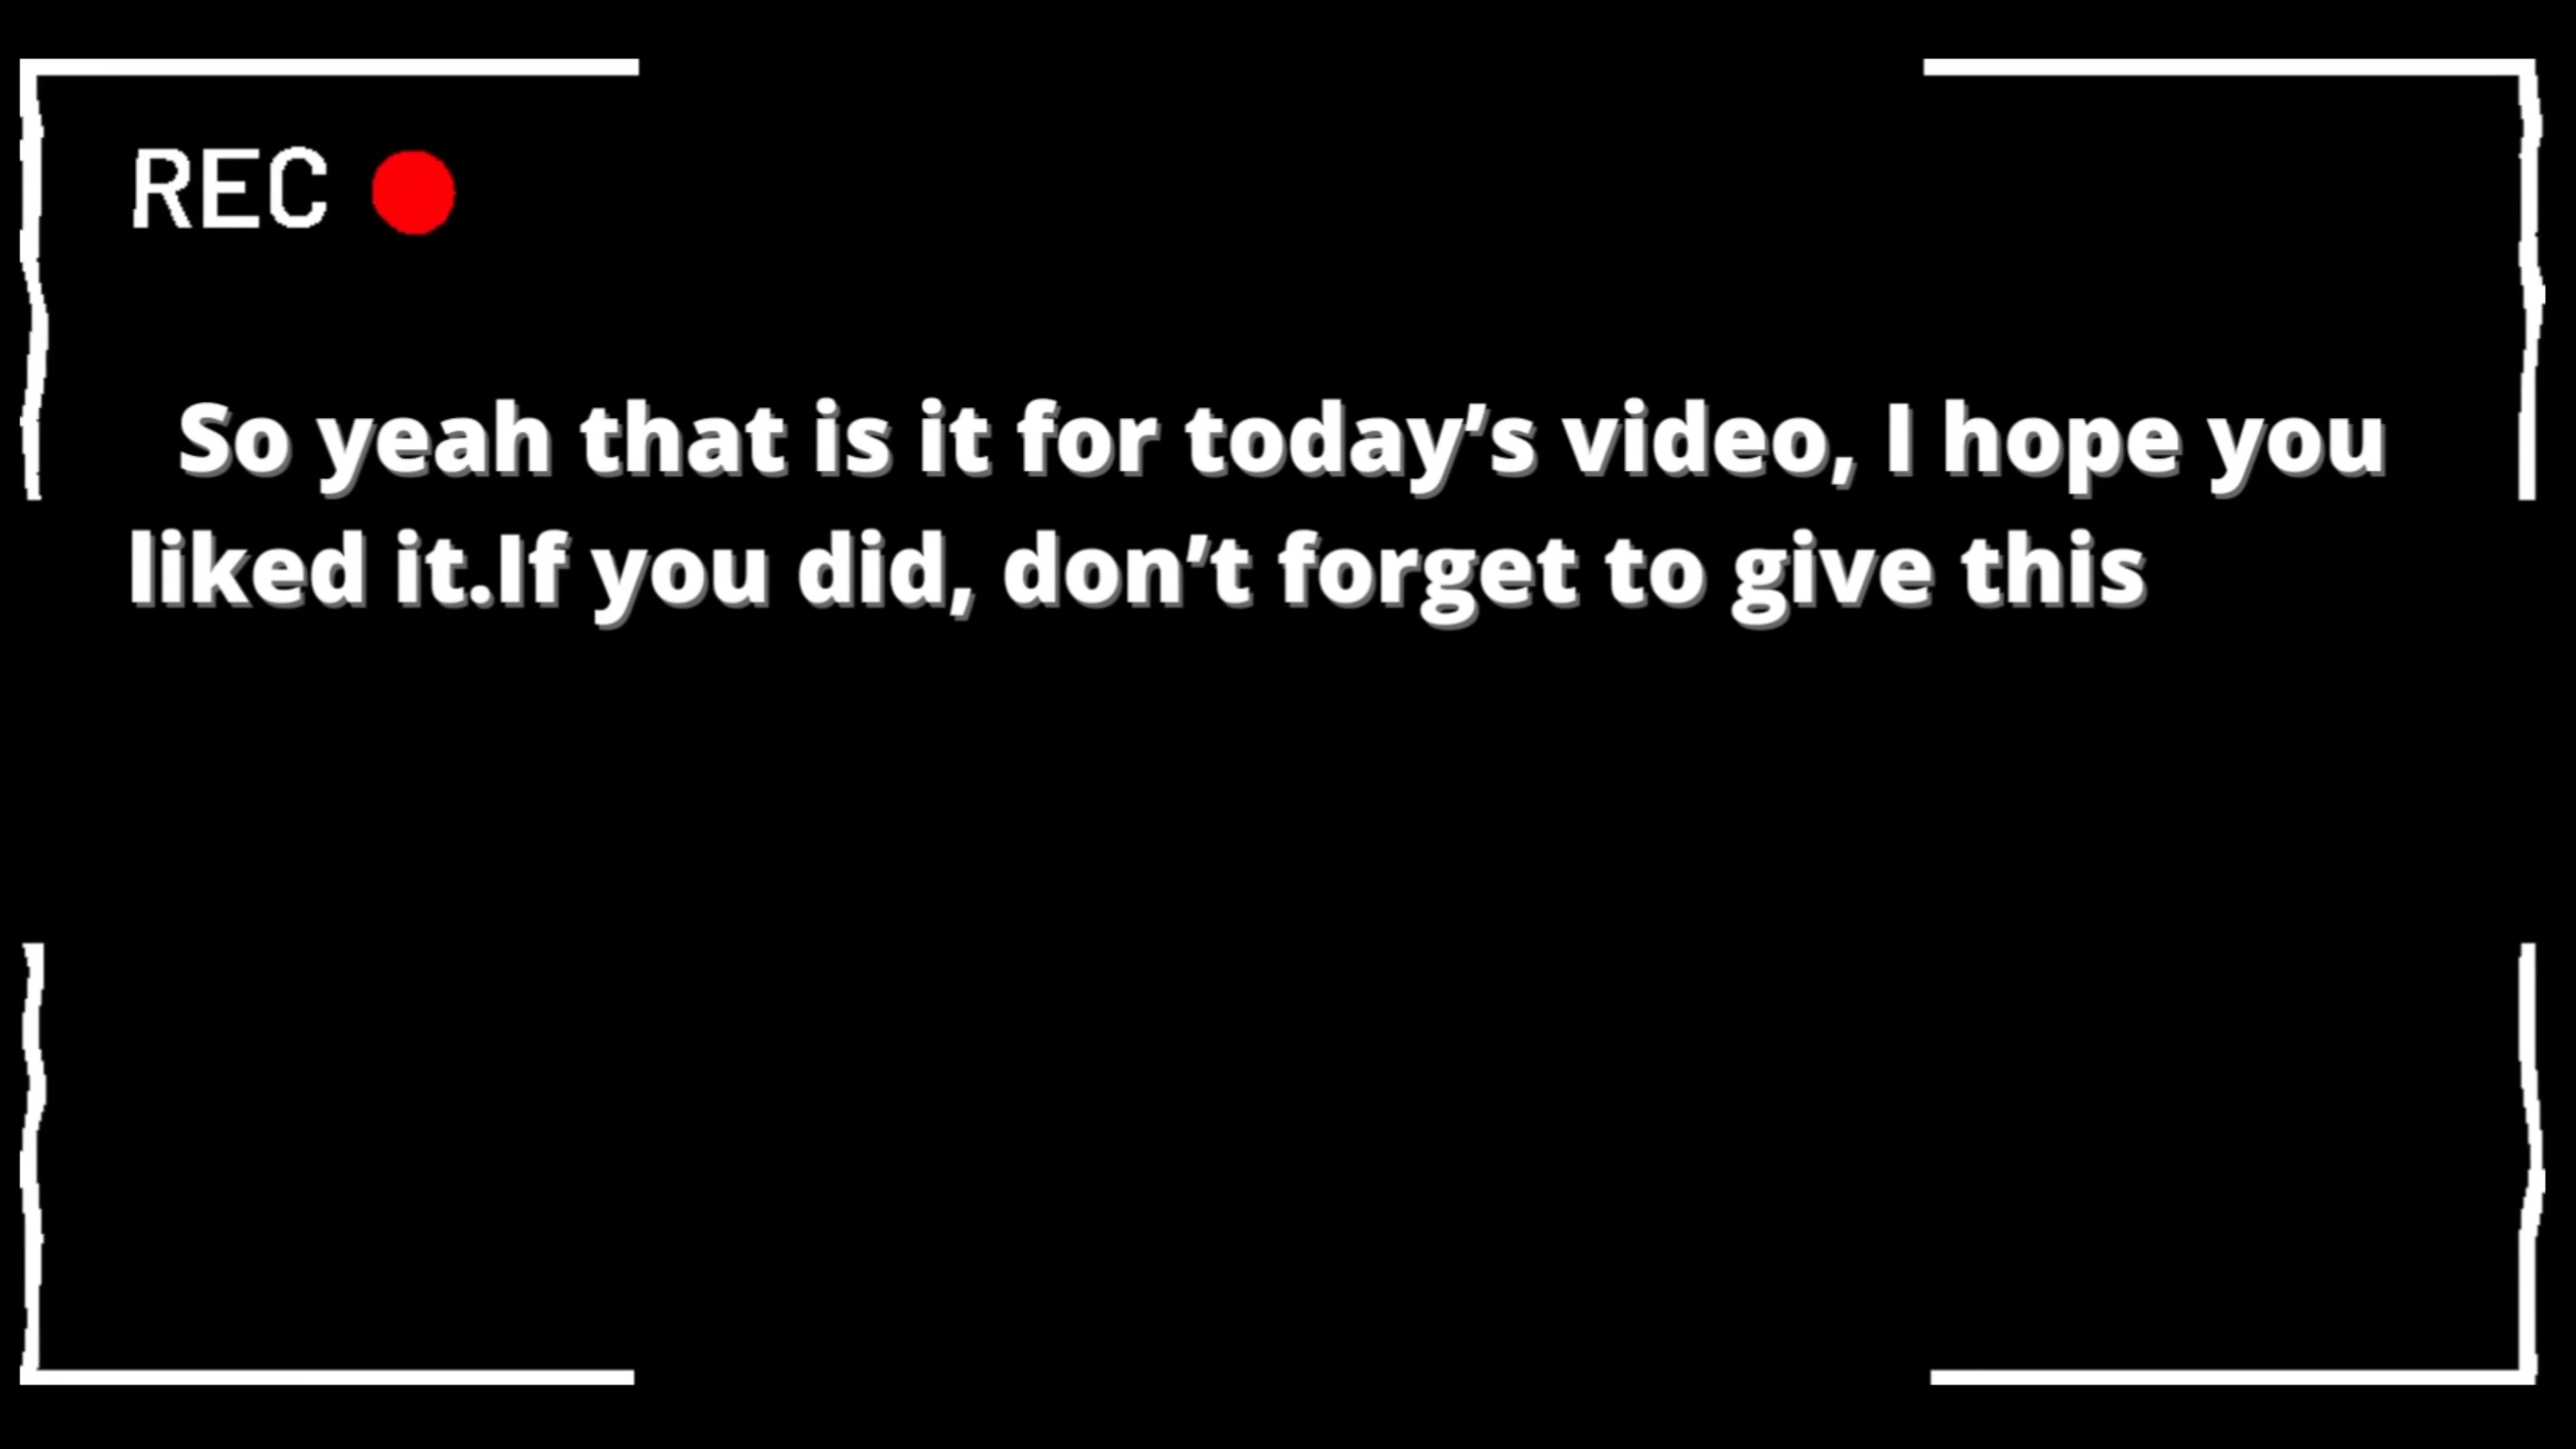 REC
So yeah that is it for today’s video, I hope you
liked it.If you did, don’t forget to give this